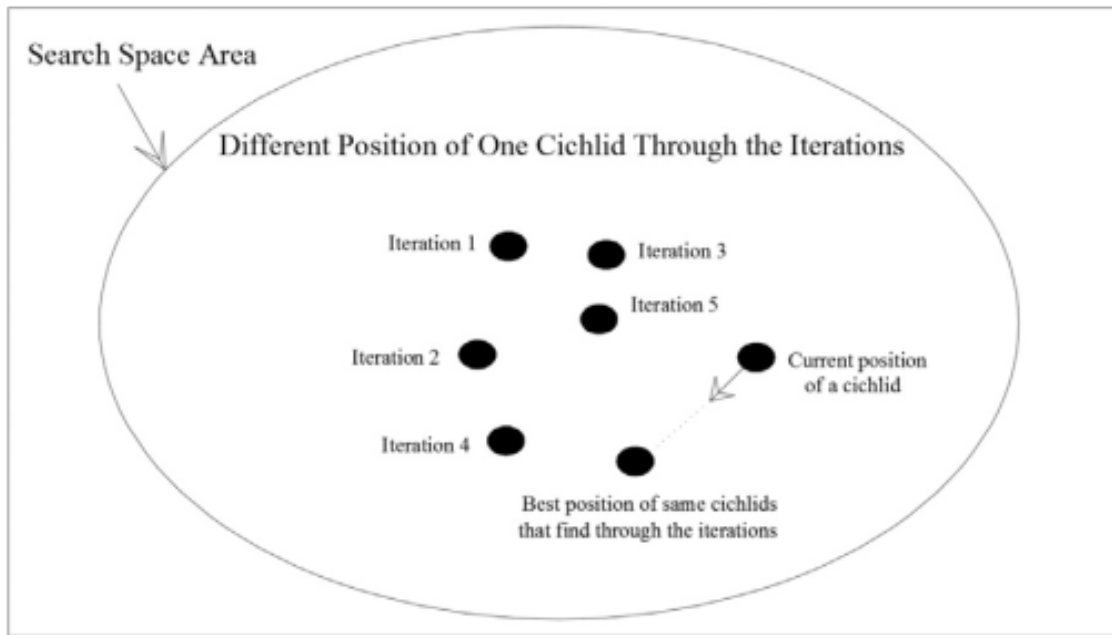 Search Space Area
Different Position of One Cichlid Through the Iterations
Iteration 1
Iteration 3
Iteration 5
Iteration 2
Current position
of a cichlid
Iteration 4
Best position of same cichlids
that find through the iterations